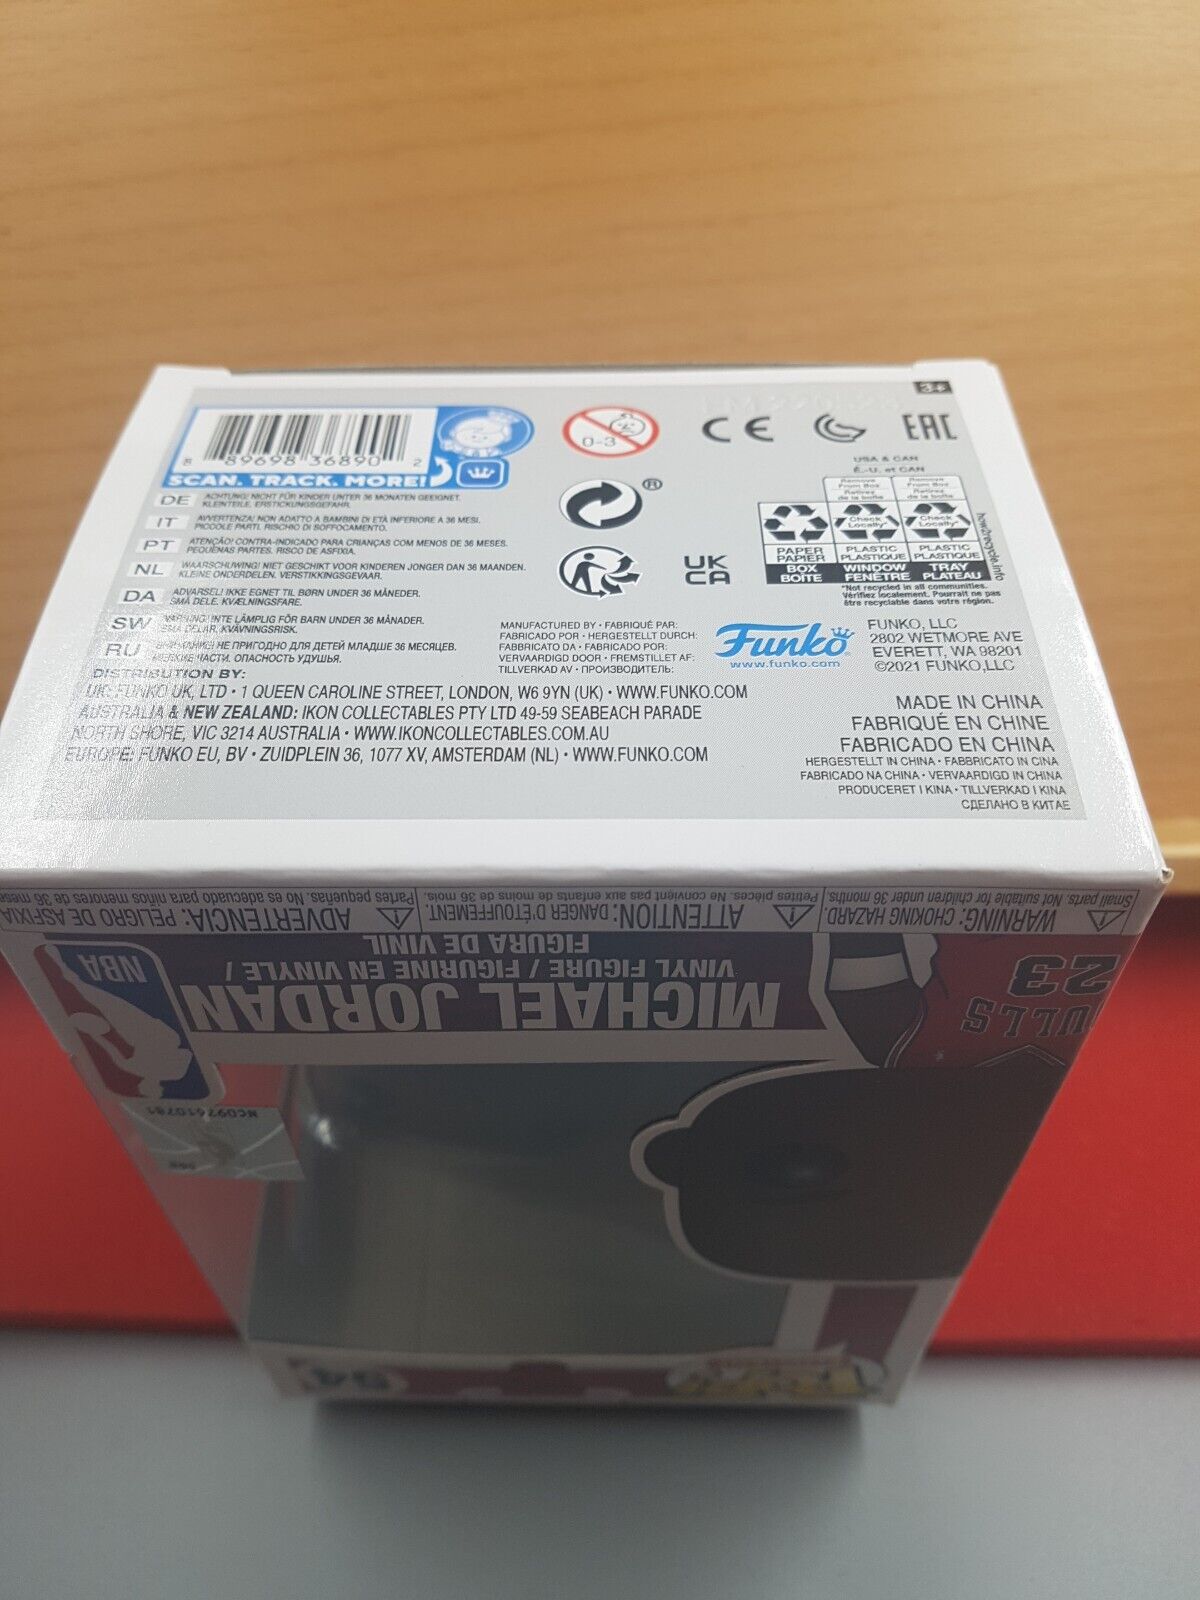 3+
8 89698 36890 2
SCAN. TRACK. MORE!
0-3
CE
EAC
UK
CA
DE ACHTUNG! NICHT FÜR KINDER UNTER 36 MONATEN GEEIGNET.
KLEINTEILE. ERSTICKUNGSGEFAHR.
IT AVVERTENZA! NON ADATTO A BAMBINI DI ETÀ INFERIORE A 36 MESI.
PICCOLE PARTI. RISCHIO DI SOFFOCAMENTO.
PT ATENÇÃO! CONTRA-INDICADO PARA CRIANÇAS COM MENOS DE 36 MESES.
PEQUENAS PARTES. RISCO DE ASFIXIA.
NL WAARSCHUWING! NIET GESCHIKT VOOR KINDEREN JONGER DAN 36 MAANDEN.
KLEINE ONDERDELEN. VERSTIKKINGSGEVAAR.
DA ADVARSEL! IKKE EGNET TIL BØRN UNDER 36 MÅNEDER.
SMÅ DELE. KVÆLNINGSFARE.
SW VARNING! INTE LÄMPLIG FÖR BARN UNDER 36 MÅNADER.
SMÅ DELAR. KVÄVNINGSRISK.
RU ВНИМАНИЕ! НЕ ПРИГОДНО ДЛЯ ДЕТЕЙ МЛАДШЕ 36 МЕСЯЦЕВ.
МЕЛКИЕ ЧАСТИ. ОПАСНОСТЬ УДУШЬЯ.
USA & CAN
É.-U. et CAN
Remove From Box
Retirez de la boîte
Remove From Box
Retirez de la boîte
Check Locally*
Check Locally*
PAPER PAPIER
BOX BOÎTE
PLASTIC PLASTIQUE
WINDOW FENÊTRE
PLASTIC PLASTIQUE
TRAY PLATEAU
how2recycle.info
*Not recycled in all communities.
Vérifiez localement. Pourrait ne pas
être recyclable dans votre région.
MANUFACTURED BY • FABRIQUÉ PAR:
FABRICADO POR • HERGESTELLT DURCH:
FABBRICATO DA • FABRICADO POR:
VERVAARDIGD DOOR • FREMSTILLET AF:
TILLVERKAD AV • ПРОИЗВОДИТЕЛЬ:
Funko
www.funko.com
FUNKO, LLC
2802 WETMORE AVE
EVERETT, WA 98201
©2021 FUNKO,LLC
DISTRIBUTION BY:
UK: FUNKO UK, LTD • 1 QUEEN CAROLINE STREET, LONDON, W6 9YN (UK) • WWW.FUNKO.COM
AUSTRALIA & NEW ZEALAND: IKON COLLECTABLES PTY LTD 49-59 SEABEACH PARADE
NORTH SHORE, VIC 3214 AUSTRALIA • WWW.IKONCOLLECTABLES.COM.AU
EUROPE: FUNKO EU, BV • ZUIDPLEIN 36, 1077 XV, AMSTERDAM (NL) • WWW.FUNKO.COM
MADE IN CHINA
FABRIQUÉ EN CHINE
FABRICADO EN CHINA
HERGESTELLT IN CHINA • FABBRICATO IN CINA
FABRICADO NA CHINA • VERVAARDIGD IN CHINA
PRODUCERET I KINA • TILLVERKAD I KINA
СДЕЛАНО В КИТАЕ
WARNING: CHOKING HAZARD. Small parts. Not suitable for children under 36 months.
ATTENTION: DANGER D'ÉTOUFFEMENT. Petites pièces. Ne convient pas aux enfants de moins de 36 mois.
ADVERTENCIA: PELIGRO DE ASFIXIA Partes pequeñas. No es adecuado para niños menores de 36
MICHAEL JORDAN
VINYL FIGURE / FIGURINE EN VINYLE /
FIGURA DE VINIL
NBA
ULLS
23